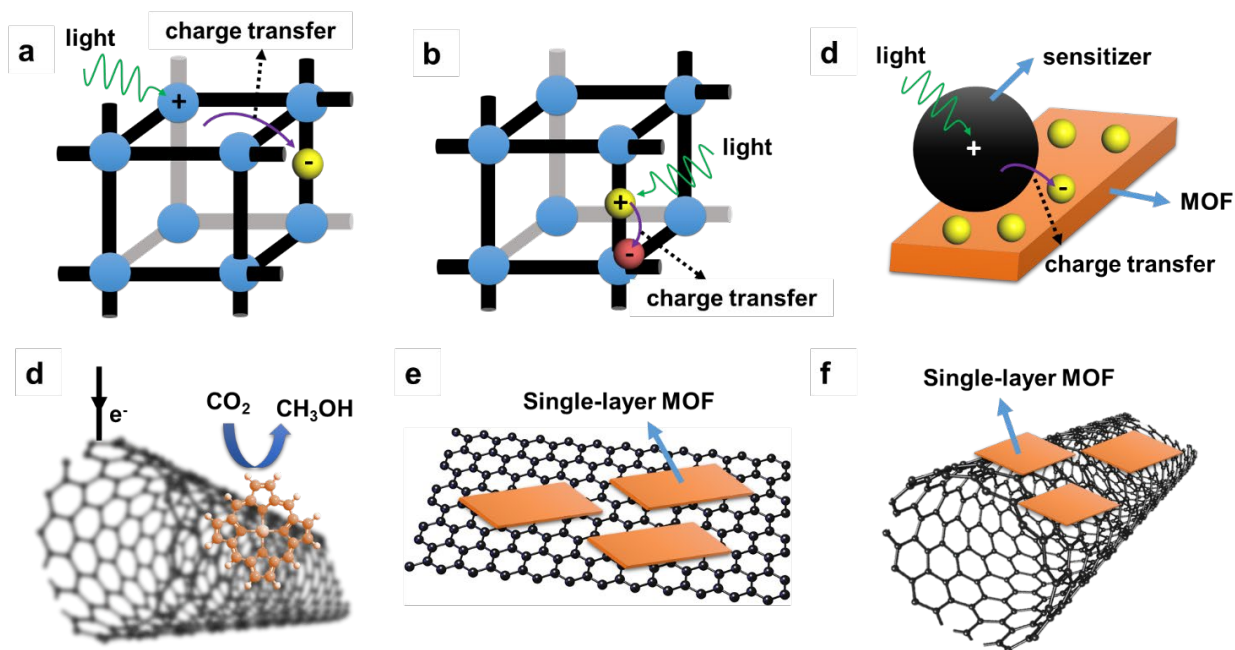 a
light
charge transfer
+
-
b
light
+
-
charge transfer
d
light
sensitizer
+
-
MOF
charge transfer
d
e-
CO2
CH3OH
e
Single-layer MOF
f
Single-layer MOF